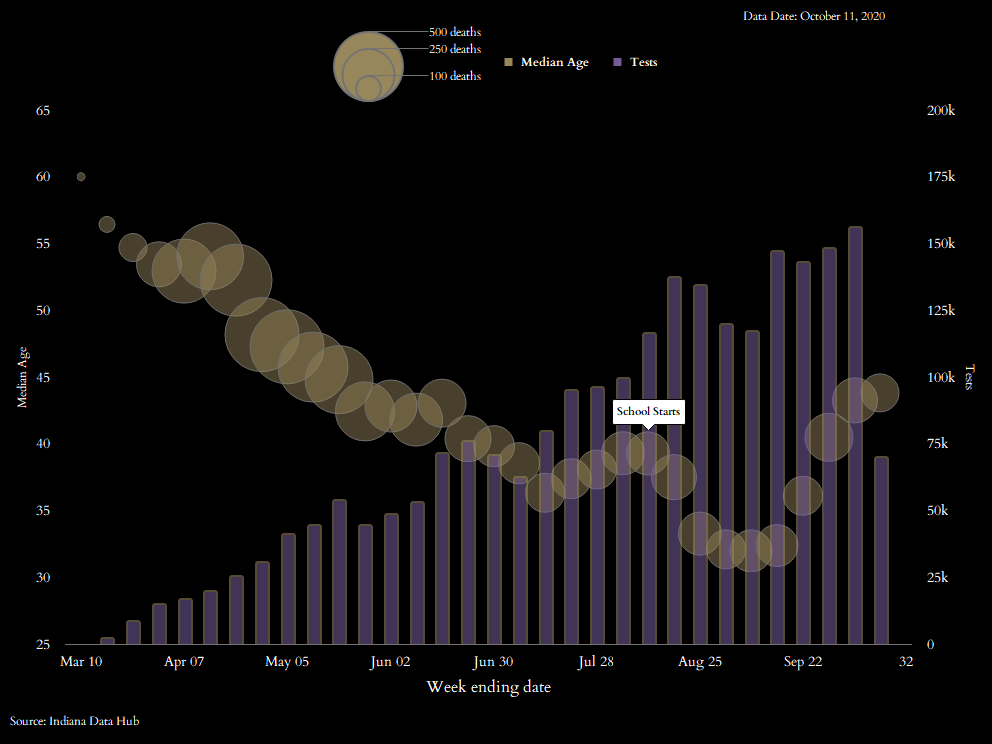 Data Date: October 11, 2020
500 deaths
250 deaths
100 deaths
Median Age
Tests
65
200k
60
175k
55
150k
50
125k
45
100k
40
75k
35
50k
30
25k
25
0
Median Age
Tests
School Starts
Mar 10
Apr 07
May 05
Jun 02
Jun 30
Jul 28
Aug 25
Sep 22
32
Week ending date
Source: Indiana Data Hub